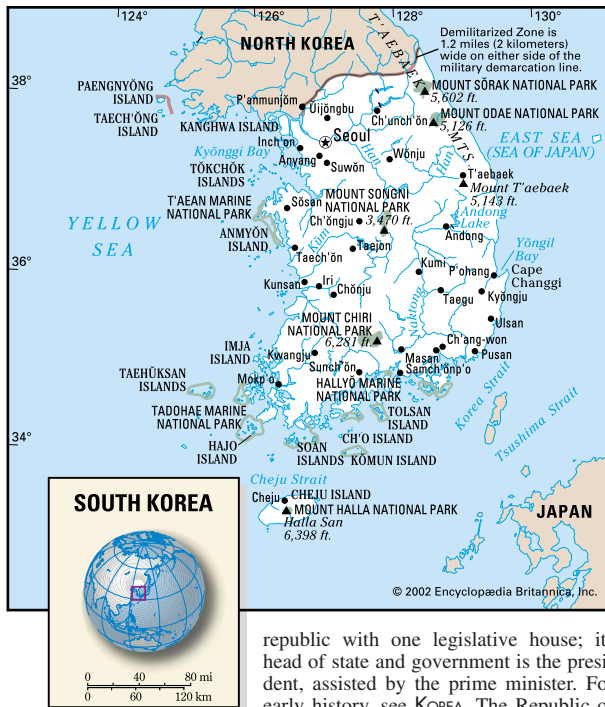 124°
126°
128°
130°
NORTH KOREA
T'AEBAEK
MTS.
Demilitarized Zone is
1.2 miles (2 kilometers)
wide on either side of the
military demarcation line.
38°
PAENGNYŎNG
ISLAND
TAECH'ŎNG
ISLAND
P'anmunjŏm
KANGHWA ISLAND
Uijŏngbu
Ch'unch'ŏn
MOUNT SŎRAK NATIONAL PARK
5,602 ft.
MOUNT ODAE NATIONAL PARK
5,126 ft.
EAST SEA
(SEA OF JAPAN)
Inch'ŏn
Seoul
Kyŏnggi Bay
Anyang
Suwŏn
Han
Wŏnju
Han
TŎKCHŎK
ISLANDS
T'aebaek
Mount T'aebaek
5,143 ft.
T'AEAN MARINE
NATIONAL PARK
Sŏsan
MOUNT SONGNI
NATIONAL PARK
3,470 ft.
Ch'ŏngju
Andong
Lake
Andong
YELLOW
SEA
ANMYŎN
ISLAND
Kŭm
Taejŏn
Taech'ŏn
Yŏngil
Bay
36°
Kumi
P'ohang
Cape
Changgi
Kunsan
Iri
Chŏnju
Taegu
Kyŏngju
Naktong
Ulsan
MOUNT CHIRI
NATIONAL PARK
6,281 ft.
IMJA
ISLAND
Kwangju
Ch'ang-won
Masan
Pusan
Sunch'ŏn
Samch'ŏnp'o
TAEHŬKSAN
ISLANDS
Mokp'o
HALLYŎ MARINE
NATIONAL PARK
TADOHAE MARINE
NATIONAL PARK
TOLSAN
ISLAND
Korea Strait
Tsushima Strait
34°
HAJO
ISLAND
SOAN
ISLANDS
CH'O ISLAND
KŎMUN ISLAND
Cheju Strait
Cheju
CHEJU ISLAND
MOUNT HALLA NATIONAL PARK
Halla San
6,398 ft.
JAPAN
© 2002 Encyclopædia Britannica, Inc.
SOUTH KOREA
0 40 80 mi
0 60 120 km
republic with one legislative house; it
head of state and government is the presi
dent, assisted by the prime minister. Fo
early history, see KOREA. The Republic o